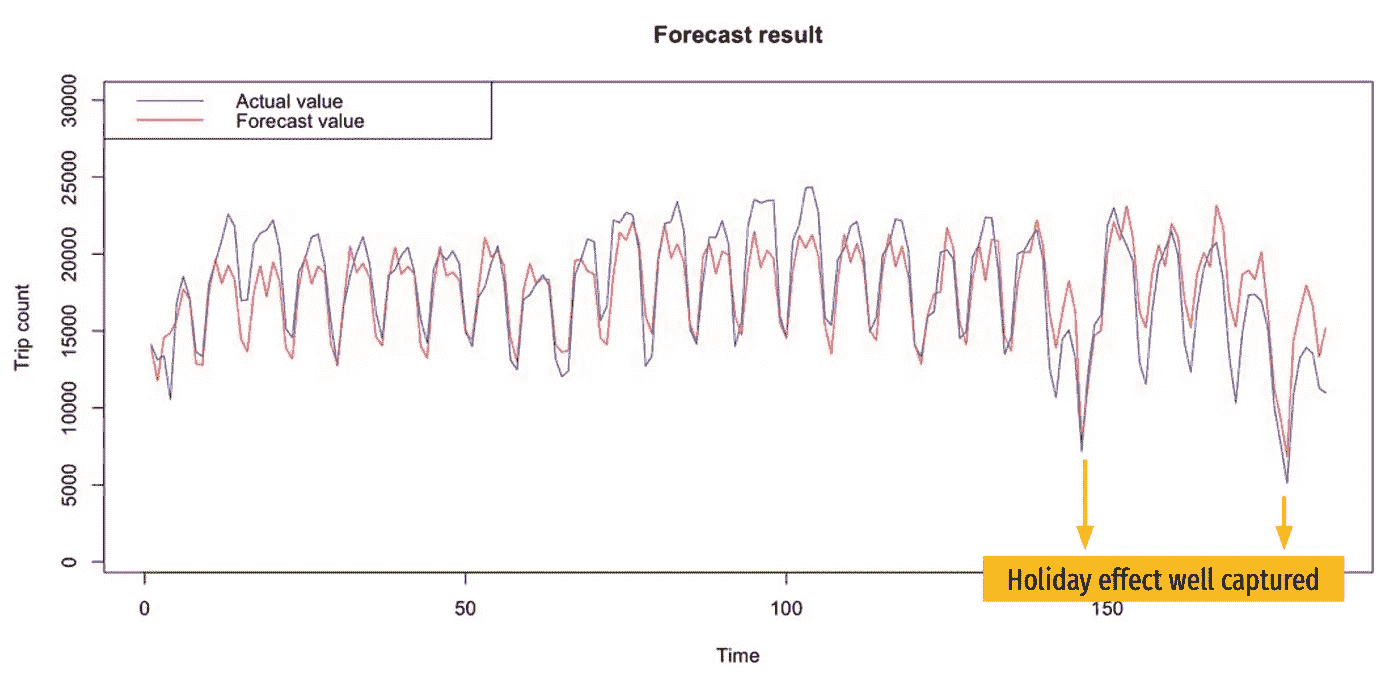 Forecast result
Actual value
Forecast value
30000
25000
20000
15000
10000
5000
0
Trip count
Holiday effect well captured
0
50
100
150
Time